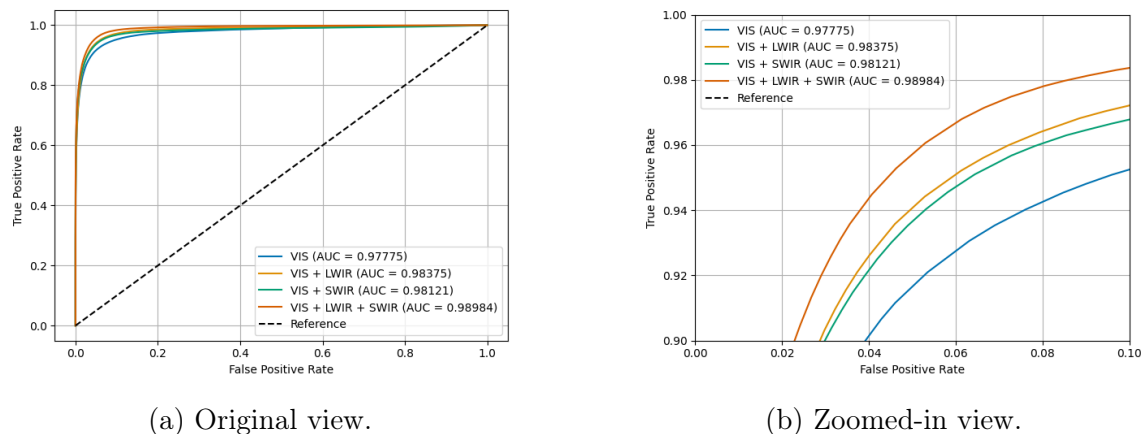 1.0
0.8
0.6
0.4
0.2
0.0
True Positive Rate
VIS (AUC = 0.97775)
VIS + LWIR (AUC = 0.98375)
VIS + SWIR (AUC = 0.98121)
VIS + LWIR + SWIR (AUC = 0.98984)
Reference
0.0 0.2 0.4 0.6 0.8 1.0
False Positive Rate
(a) Original view.
1.00
0.98
0.96
0.94
0.92
0.90
True Positive Rate
VIS (AUC = 0.97775)
VIS + LWIR (AUC = 0.98375)
VIS + SWIR (AUC = 0.98121)
VIS + LWIR + SWIR (AUC = 0.98984)
Reference
0.00 0.02 0.04 0.06 0.08 0.10
False Positive Rate
(b) Zoomed-in view.